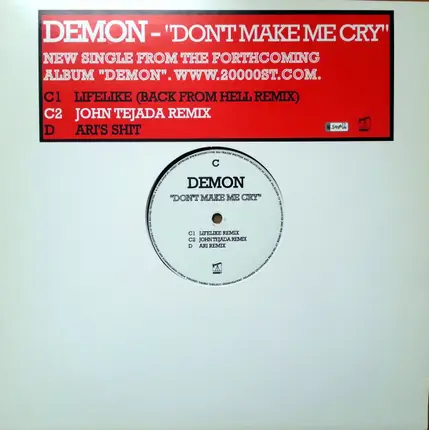 DEMON - "DON'T MAKE ME CRY"
NEW SINGLE FROM THE FORTHCOMING
ALBUM "DEMON". WWW.20000ST.COM.
C1 LIFELIKE (BACK FROM HELL REMIX)
C2 JOHN TEJADA REMIX
D ARI'S SHIT
C
DEMON
"DON'T MAKE ME CRY"
C1 LIFELIKE REMIX
C2 JOHN TEJADA REMIX
D ARI REMIX